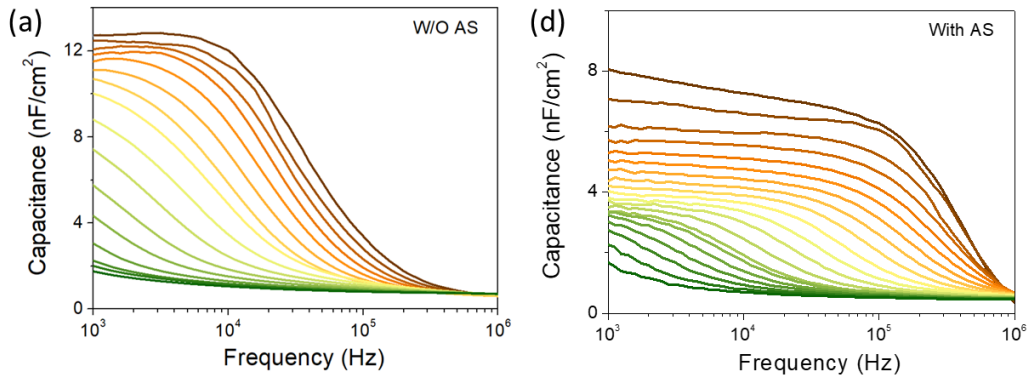 (a)
W/O AS
Capacitance (nF/cm²)
12
8
4
0
10³
10⁴
10⁵
10⁶
Frequency (Hz)
(d)
With AS
Capacitance (nF/cm²)
8
4
0
10³
10⁴
10⁵
10⁶
Frequency (Hz)